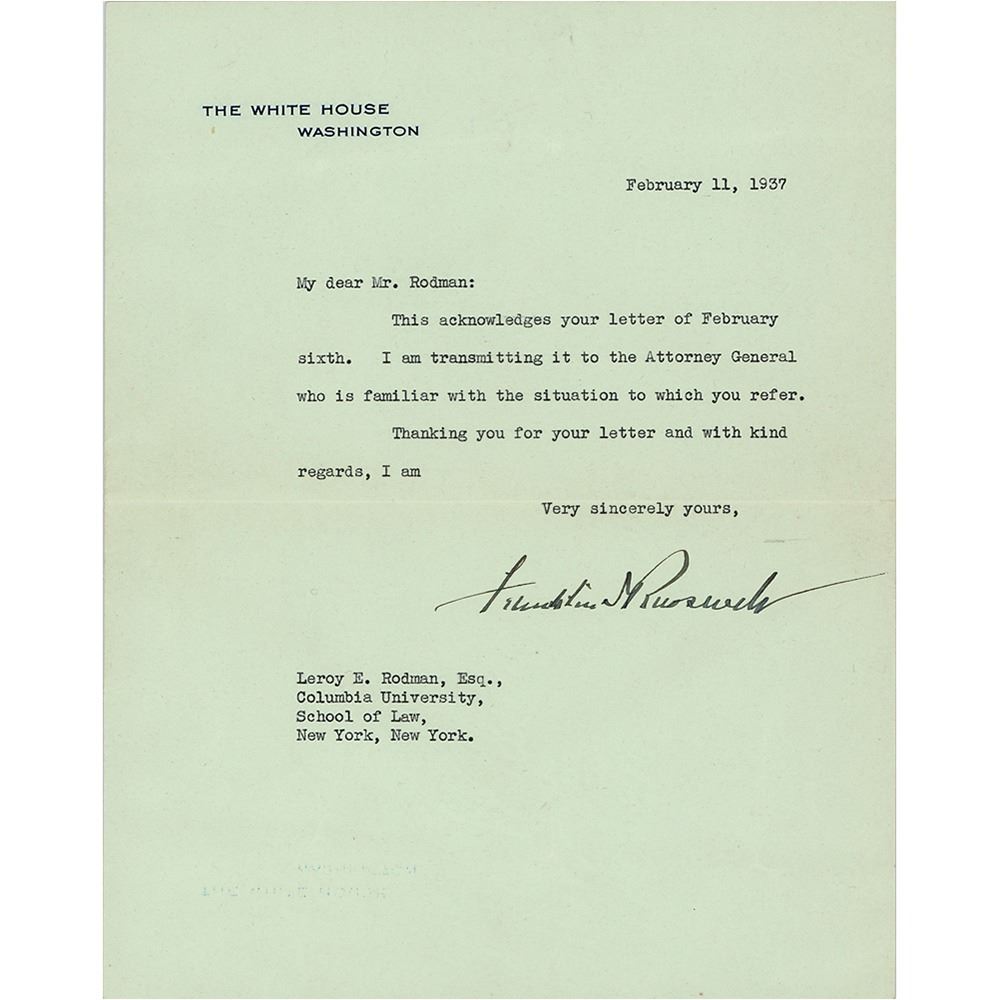 THE WHITE HOUSE
WASHINGTON
February 11, 1937
My dear Mr. Rodman:
This acknowledges your letter of February
sixth. I am transmitting it to the Attorney General
who is familiar with the situation to which you refer.
Thanking you for your letter and with kind
regards, I am
Very sincerely yours,
Franklin D Roosevelt
Leroy E. Rodman, Esq.,
Columbia University,
School of Law,
New York, New York.